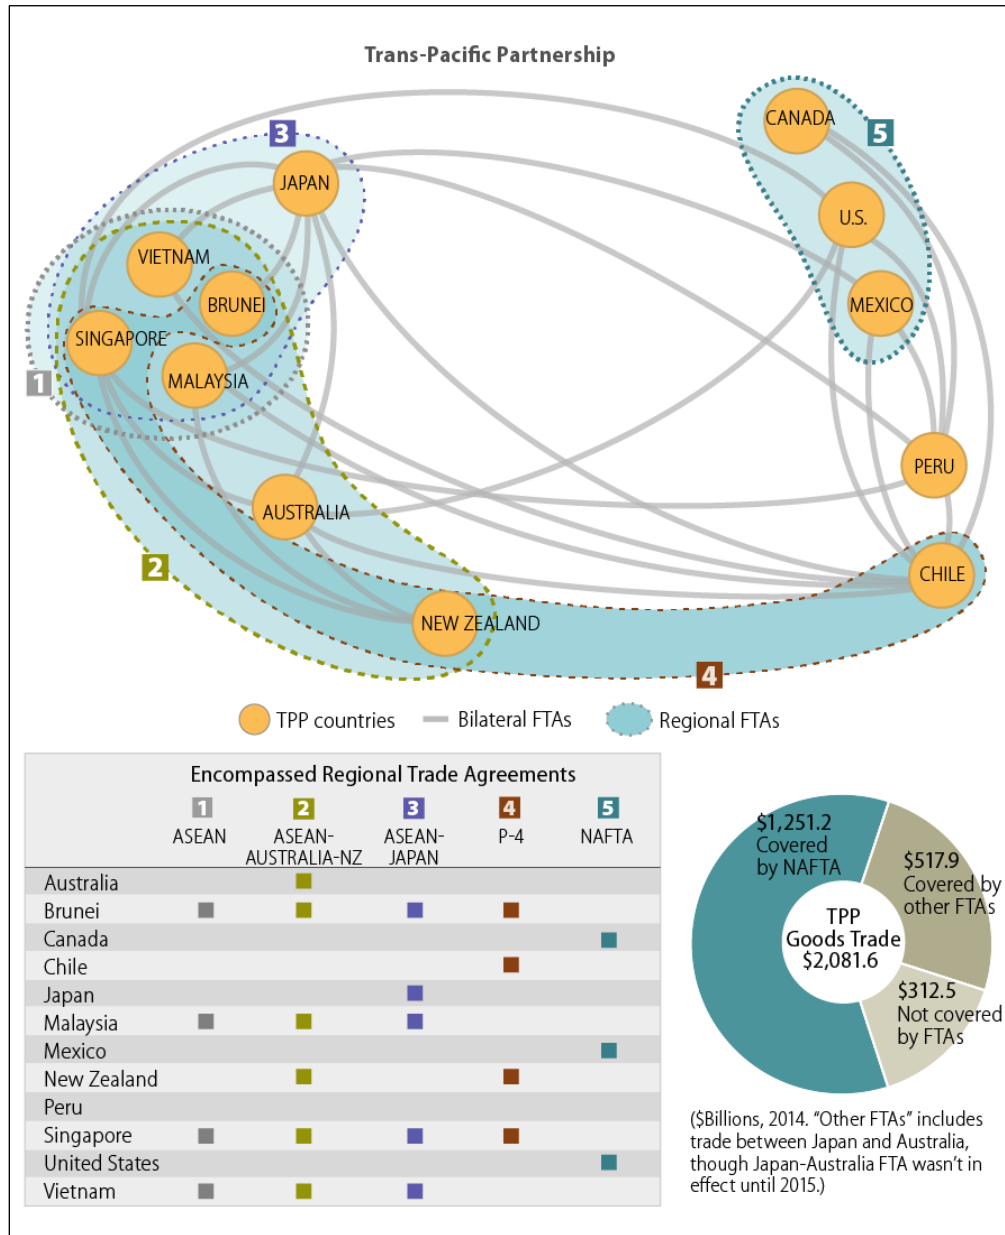 Trans-Pacific Partnership
CANADA
3
5
JAPAN
U.S.
VIETNAM
BRUNEI
MEXICO
SINGAPORE
1
MALAYSIA
PERU
AUSTRALIA
2
CHILE
NEW ZEALAND
4
TPP countries
Bilateral FTAs
Regional FTAs
Encompassed Regional Trade Agreements
1 2 3 4 5
ASEAN ASEAN- ASEAN- P-4 NAFTA
AUSTRALIA-NZ JAPAN
Australia
Brunei
Canada
Chile
Japan
Malaysia
Mexico
New Zealand
Peru
Singapore
United States
Vietnam
$1,251.2
Covered
by NAFTA
$517.9
Covered by
other FTAs
TPP
Goods Trade
$2,081.6
$312.5
Not covered
by FTAs
($Billions, 2014. “Other FTAs” includes
trade between Japan and Australia,
though Japan-Australia FTA wasn’t in
effect until 2015.)